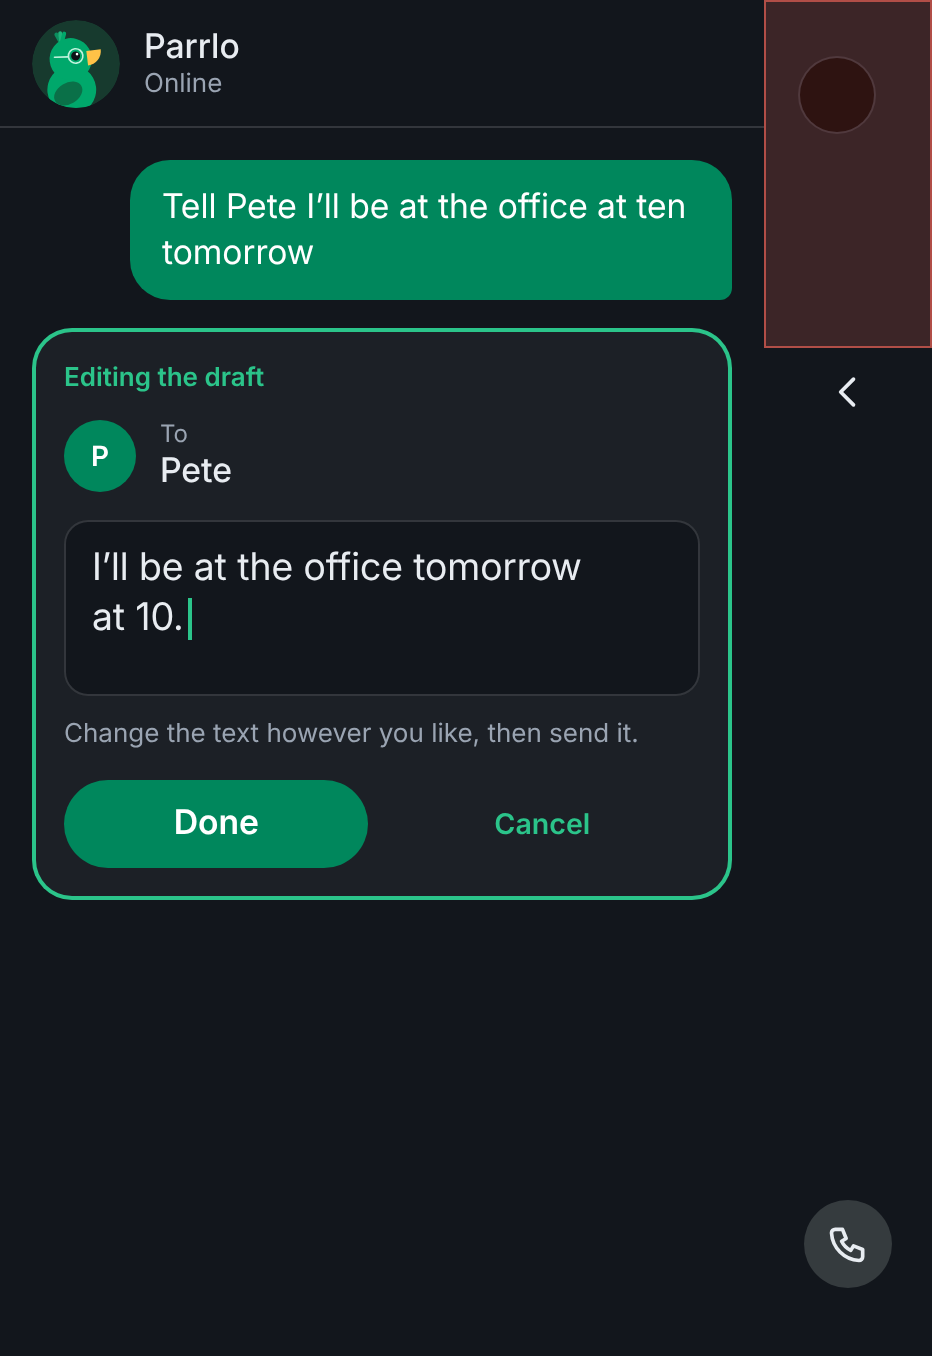 Parrlo
Online
Tell Pete I’ll be at the office at ten
tomorrow
Editing the draft
P
To
Pete
I’ll be at the office tomorrow
at 10.
Change the text however you like, then send it.
Done
Cancel